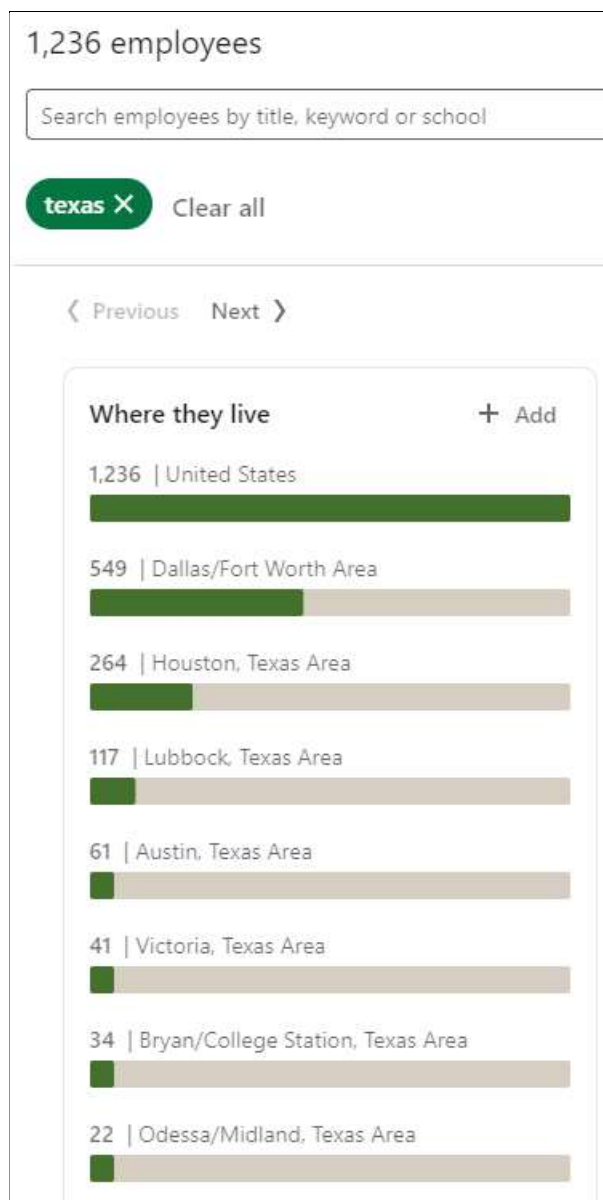 1,236 employees
Search employees by title, keyword or school
texas ✕ Clear all
❬ Previous Next ❭
Where they live + Add
1,236 | United States
549 | Dallas/Fort Worth Area
264 | Houston, Texas Area
117 | Lubbock, Texas Area
61 | Austin, Texas Area
41 | Victoria, Texas Area
34 | Bryan/College Station, Texas Area
22 | Odessa/Midland, Texas Area